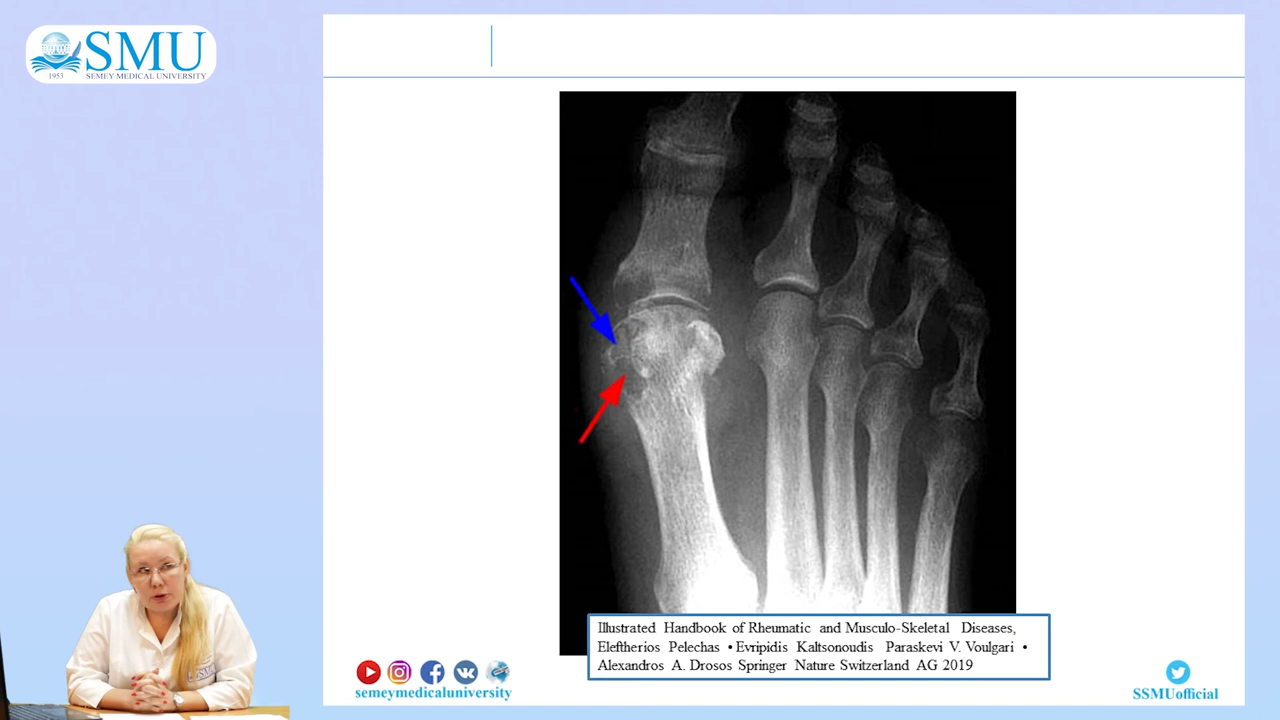 SMU
1953
SEMEY MEDICAL UNIVERSITY
Illustrated Handbook of Rheumatic and Musculo-Skeletal Diseases,
Eleftherios Pelechas • Evripidis Kaltsonoudis Paraskevi V. Voulgari •
Alexandros A. Drosos Springer Nature Switzerland AG 2019
semeymedicaluniversity
SSMUofficial